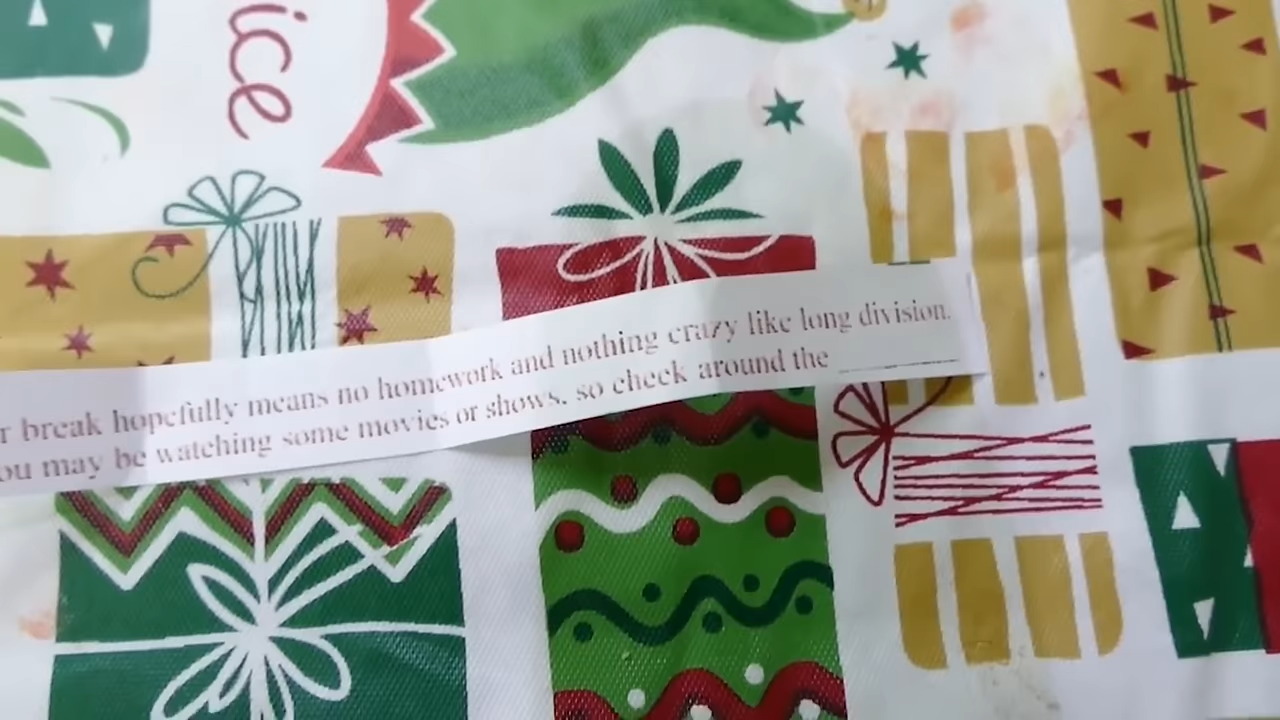 ice
r break hopefully means no homework and nothing crazy like long division.
ou may be watching some movies or shows, so check around the ________